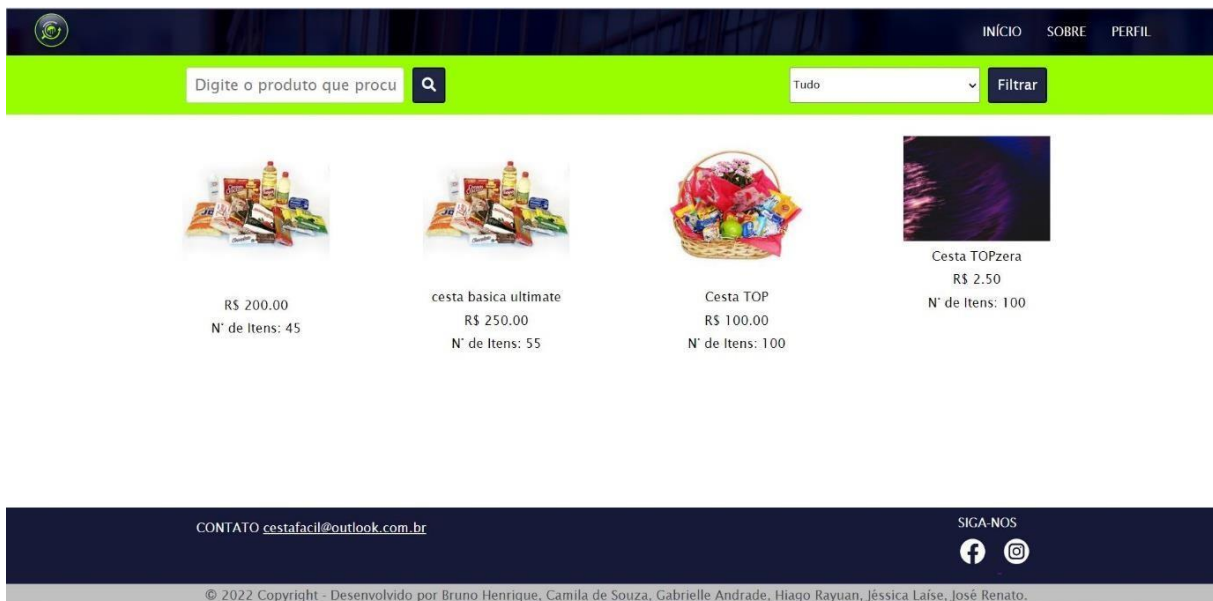 INÍCIO SOBRE PERFIL
Digite o produto que procu
Tudo
Filtrar
R$ 200.00
N° de Itens: 45
cesta basica ultimate
R$ 250.00
N° de Itens: 55
Cesta TOP
R$ 100.00
N° de Itens: 100
Cesta TOPzera
R$ 2.50
N° de Itens: 100
CONTATO cestafacil@outlook.com.br
SIGA-NOS
© 2022 Copyright - Desenvolvido por Bruno Henrique, Camila de Souza, Gabrielle Andrade, Hiago Rayuan, Jéssica Laíse, José Renato.